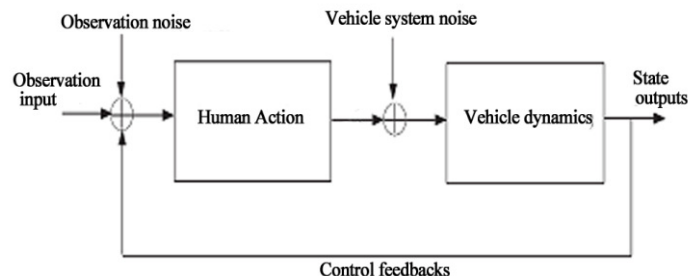 Observation noise
Vehicle system noise
Observation
input
Human Action
Vehicle dynamics
State
outputs
Control feedbacks